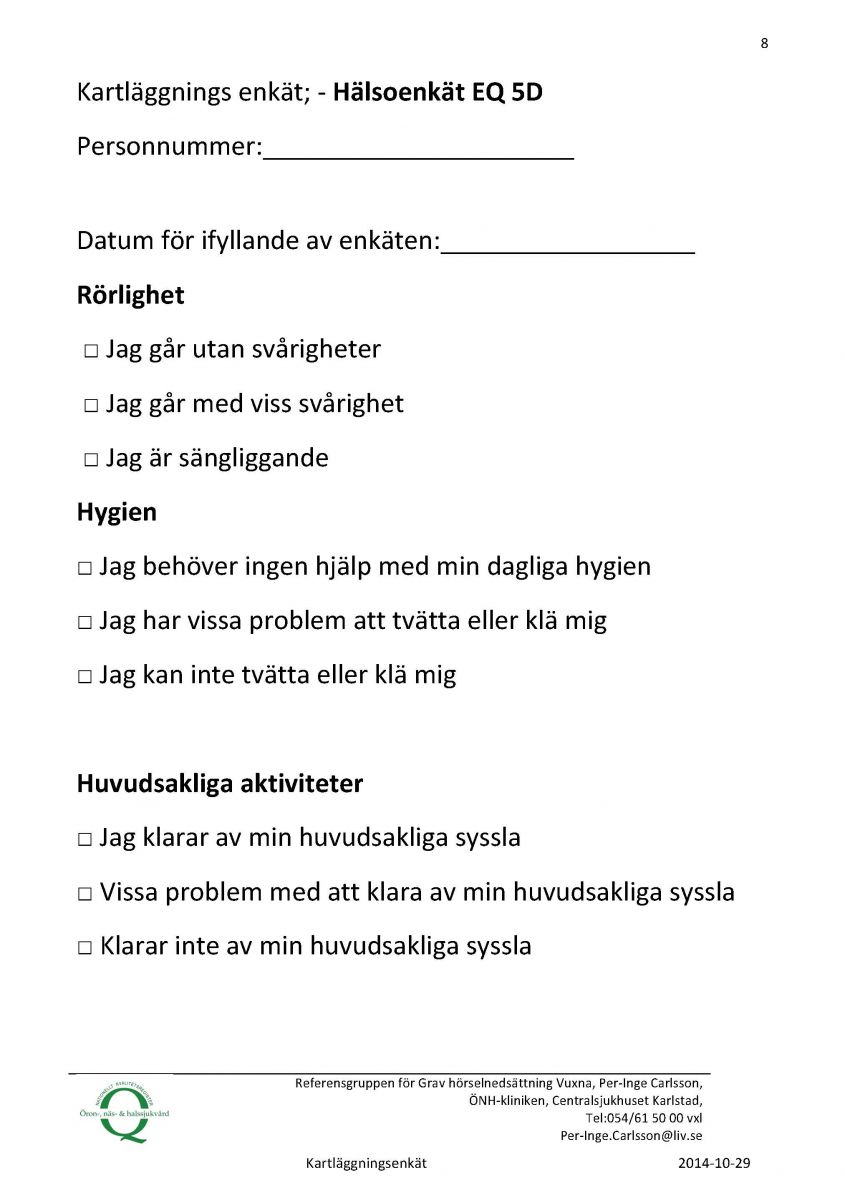 8
Kartläggnings enkät; - Hälsoenkät EQ 5D
Personnummer:_______________________
Datum för ifyllande av enkäten:___________________
Rörlighet
□ Jag går utan svårigheter
□ Jag går med viss svårighet
□ Jag är sängliggande
Hygien
□ Jag behöver ingen hjälp med min dagliga hygien
□ Jag har vissa problem att tvätta eller klä mig
□ Jag kan inte tvätta eller klä mig
Huvudsakliga aktiviteter
□ Jag klarar av min huvudsakliga syssla
□ Vissa problem med att klara av min huvudsakliga syssla
□ Klarar inte av min huvudsakliga syssla
NATIONELLT KVALITETSREGISTER
Öron-, näs- & halssjukvård
Referensgruppen för Grav hörselnedsättning Vuxna, Per-Inge Carlsson,
ÖNH-kliniken, Centralsjukhuset Karlstad,
Tel:054/61 50 00 vxl
Per-Inge.Carlsson@liv.se
Kartläggningsenkät 2014-10-29